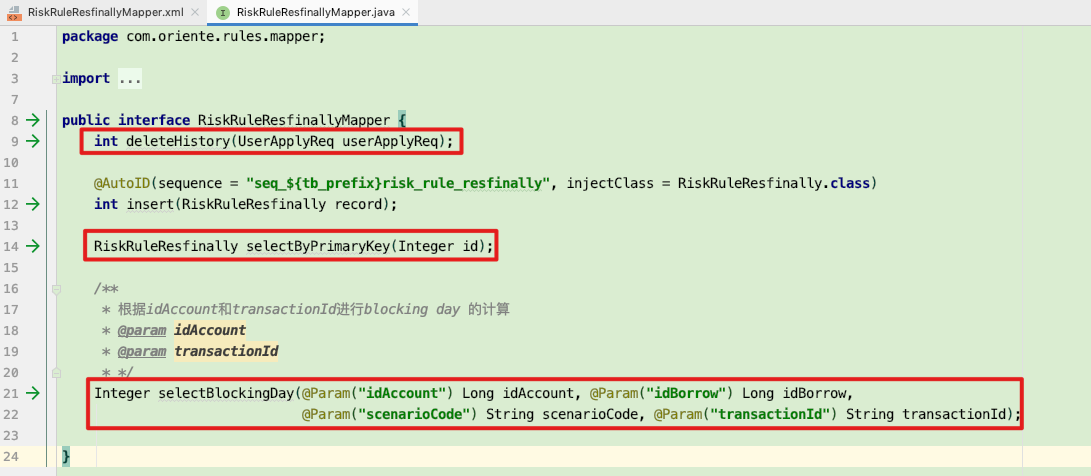 RiskRuleResfinallyMapper.xml × RiskRuleResfinallyMapper.java ×
1 package com.oriente.rules.mapper;
2
3 import ...
7
8 public interface RiskRuleResfinallyMapper {
9 int deleteHistory(UserApplyReq userApplyReq);
10
11 @AutoID(sequence = "seq_${tb_prefix}risk_rule_resfinally", injectClass = RiskRuleResfinally.class)
12 int insert(RiskRuleResfinally record);
13
14 RiskRuleResfinally selectByPrimaryKey(Integer id);
15
16 /**
17 * 根据idAccount和transactionId进行blocking day 的计算
18 * @param idAccount
19 * @param transactionId
20 * */
21 Integer selectBlockingDay(@Param("idAccount") Long idAccount, @Param("idBorrow") Long idBorrow,
22 @Param("scenarioCode") String scenarioCode, @Param("transactionId") String transactionId);
23
24 }